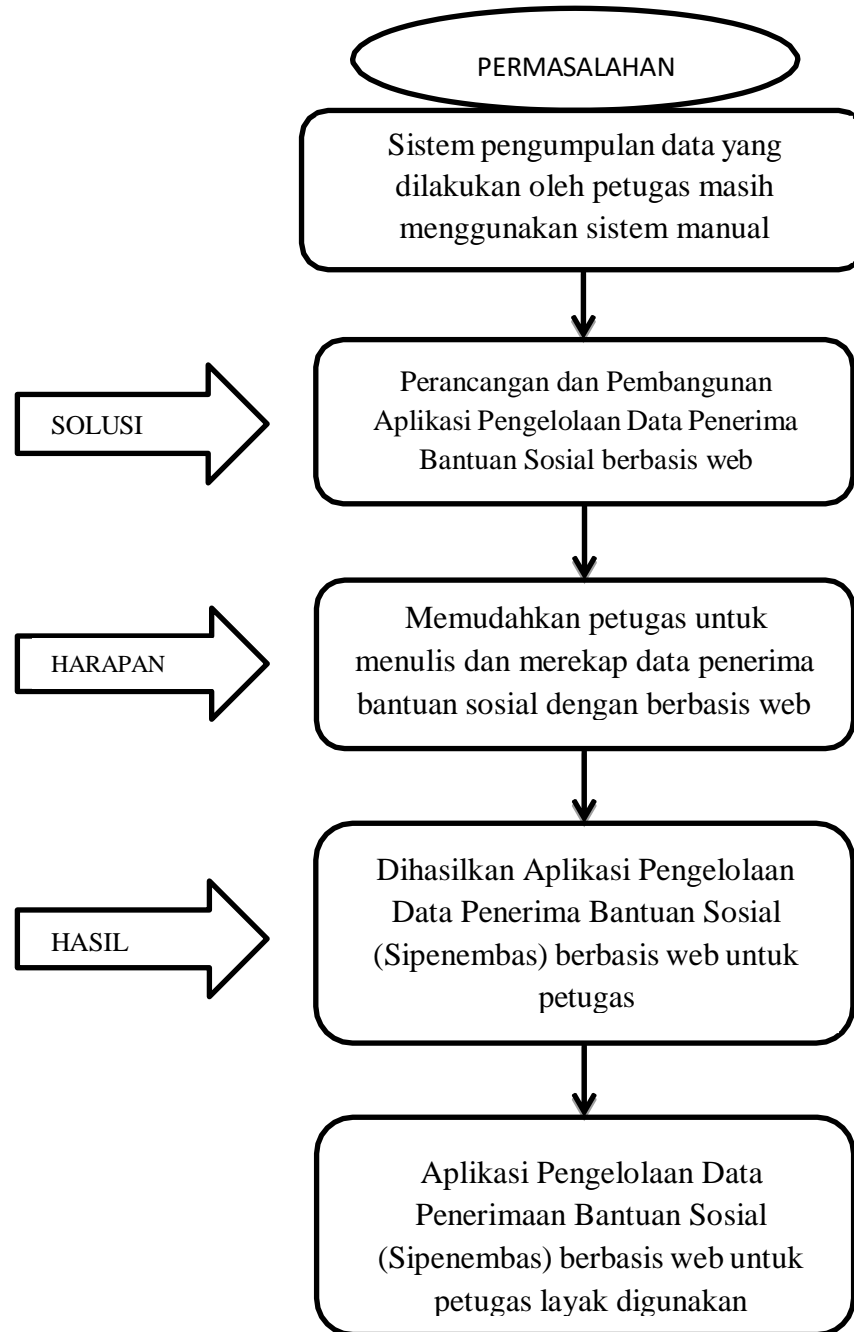 PERMASALAHAN
Sistem pengumpulan data yang
dilakukan oleh petugas masih
menggunakan sistem manual
SOLUSI
Perancangan dan Pembangunan
Aplikasi Pengelolaan Data Penerima
Bantuan Sosial berbasis web
HARAPAN
Memudahkan petugas untuk
menulis dan merekap data penerima
bantuan sosial dengan berbasis web
HASIL
Dihasilkan Aplikasi Pengelolaan
Data Penerima Bantuan Sosial
(Sipenembas) berbasis web untuk
petugas
Aplikasi Pengelolaan Data
Penerimaan Bantuan Sosial
(Sipenembas) berbasis web untuk
petugas layak digunakan